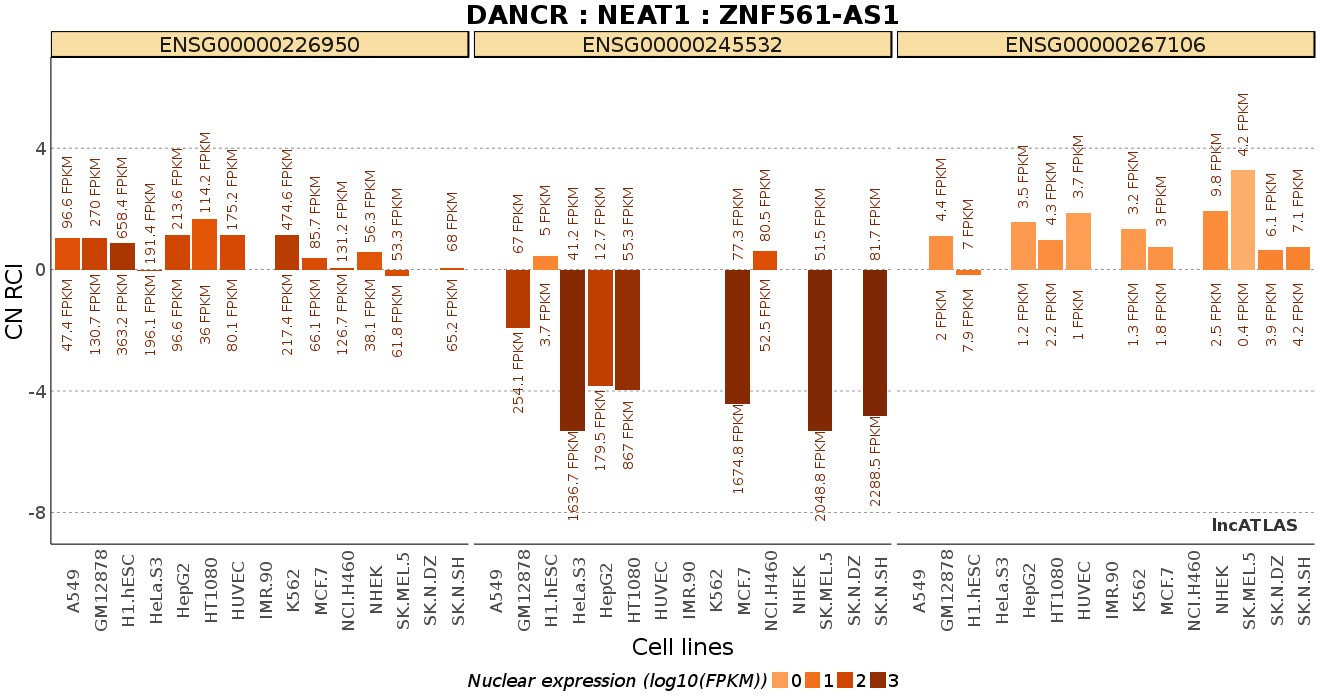 DANCR : NEAT1 : ZNF561-AS1
ENSG00000226950 ENSG00000245532 ENSG00000267106
CN RCI
4
0
-4
-8
96.6 FPKM 270 FPKM 658.4 FPKM 191.4 FPKM 213.6 FPKM 114.2 FPKM 175.2 FPKM 474.6 FPKM 85.7 FPKM 131.2 FPKM 56.3 FPKM 53.3 FPKM 68 FPKM
47.4 FPKM 130.7 FPKM 363.2 FPKM 196.1 FPKM 96.6 FPKM 36 FPKM 80.1 FPKM 217.4 FPKM 66.1 FPKM 126.7 FPKM 38.1 FPKM 61.8 FPKM 65.2 FPKM
67 FPKM 5 FPKM 41.2 FPKM 12.7 FPKM 55.3 FPKM 77.3 FPKM 80.5 FPKM 51.5 FPKM 81.7 FPKM
254.1 FPKM 3.7 FPKM 1636.7 FPKM 179.5 FPKM 867 FPKM 1674.8 FPKM 52.5 FPKM 2048.8 FPKM 2288.5 FPKM
4.4 FPKM 7 FPKM 3.5 FPKM 4.3 FPKM 3.7 FPKM 3.2 FPKM 3 FPKM 9.8 FPKM 4.2 FPKM 6.1 FPKM 7.1 FPKM
2 FPKM 7.9 FPKM 1.2 FPKM 2.2 FPKM 1 FPKM 1.3 FPKM 1.8 FPKM 2.5 FPKM 0.4 FPKM 3.9 FPKM 4.2 FPKM
lncATLAS
A549 GM12878 H1.hESC HeLa.S3 HepG2 HT1080 HUVEC IMR.90 K562 MCF.7 NCI.H460 NHEK SK.MEL.5 SK.N.DZ SK.N.SH
A549 GM12878 H1.hESC HeLa.S3 HepG2 HT1080 HUVEC IMR.90 K562 MCF.7 NCI.H460 NHEK SK.MEL.5 SK.N.DZ SK.N.SH
A549 GM12878 H1.hESC HeLa.S3 HepG2 HT1080 HUVEC IMR.90 K562 MCF.7 NCI.H460 NHEK SK.MEL.5 SK.N.DZ SK.N.SH
Cell lines
Nuclear expression (log10(FPKM)) 0 1 2 3